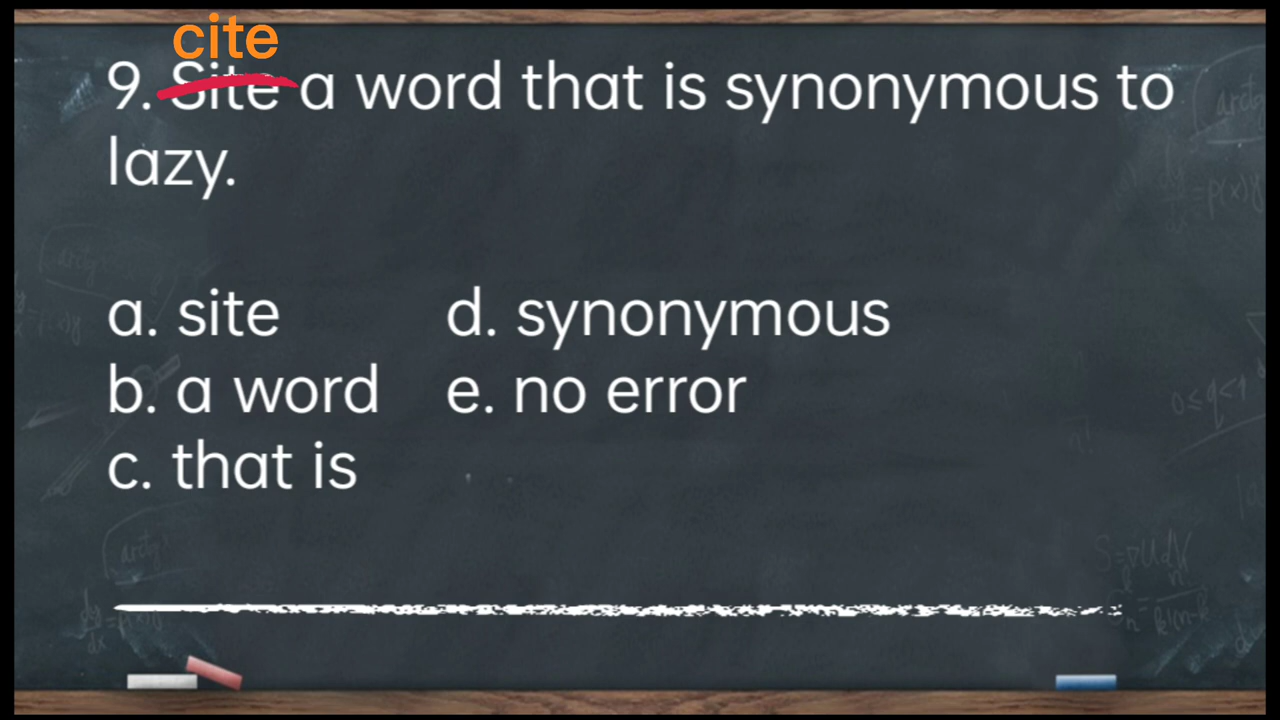 cite
9. Site a word that is synonymous to
lazy.
a. site d. synonymous
b. a word e. no error
c. that is